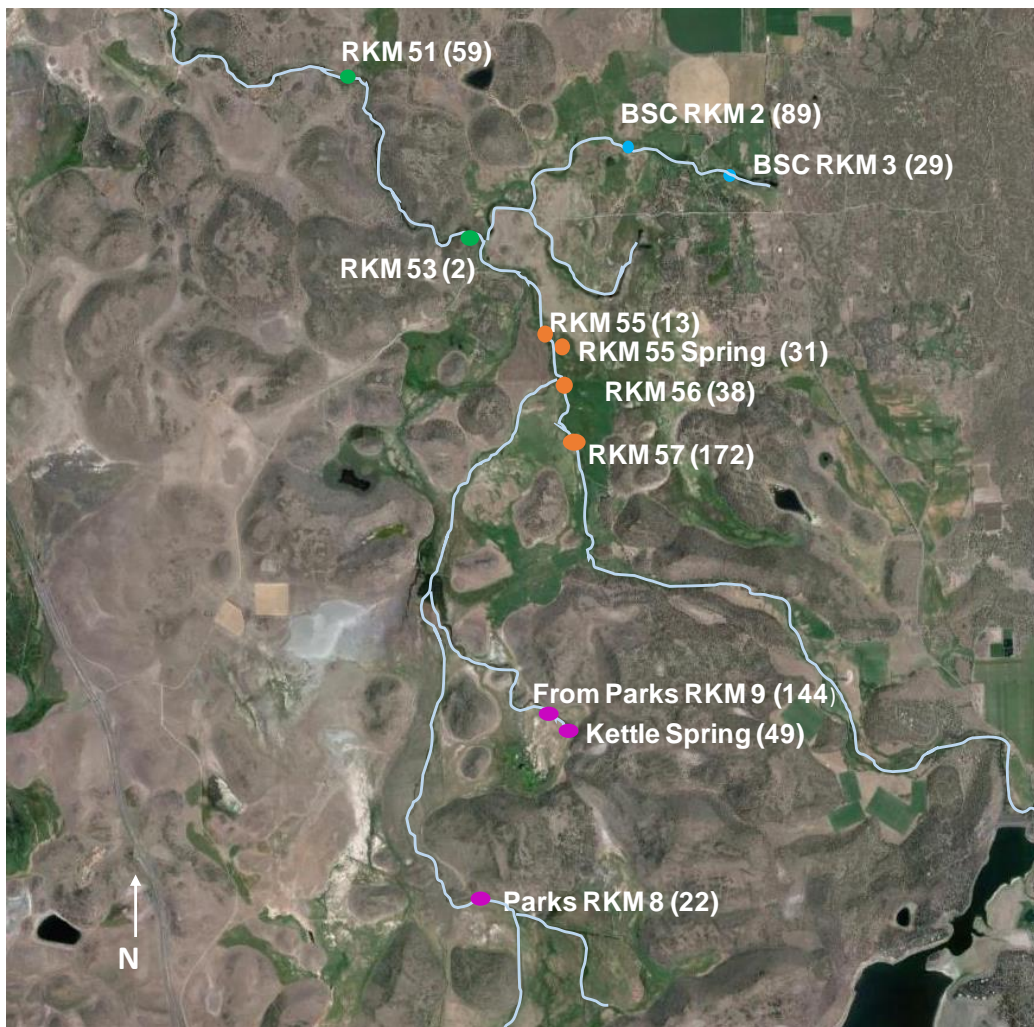 RKM 51 (59)
BSC RKM 2 (89)
BSC RKM 3 (29)
RKM 53 (2)
RKM 55 (13)
RKM 55 Spring (31)
RKM 56 (38)
RKM 57 (172)
From Parks RKM 9 (144)
Kettle Spring (49)
Parks RKM 8 (22)
N